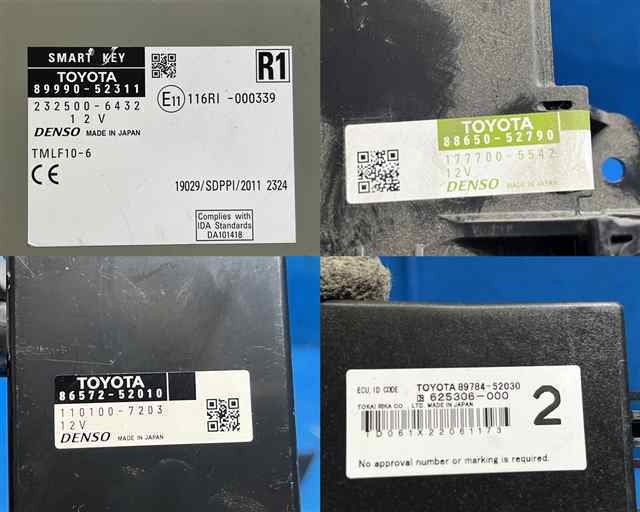 SMART KEY
TOYOTA
89990-52311
232500-6432
12V
DENSO MADE IN JAPAN
TMLF10-6
CE
R1
E11 116RI -000339
19029/SDPPI/2011 2324
Complies with
IDA Standards
DA101418
TOYOTA
88650-52790
177700-5542
12V
DENSO MADE IN JAPAN
TOYOTA
86572-52010
110100-7203
12V
DENSO MADE IN JAPAN
ECU, ID CODE TOYOTA 89784-52030
625306-000
TOKAI RIKA CO. LTD. MADE IN JAPAN
2
1D061X22061173
No approval number or marking is required.